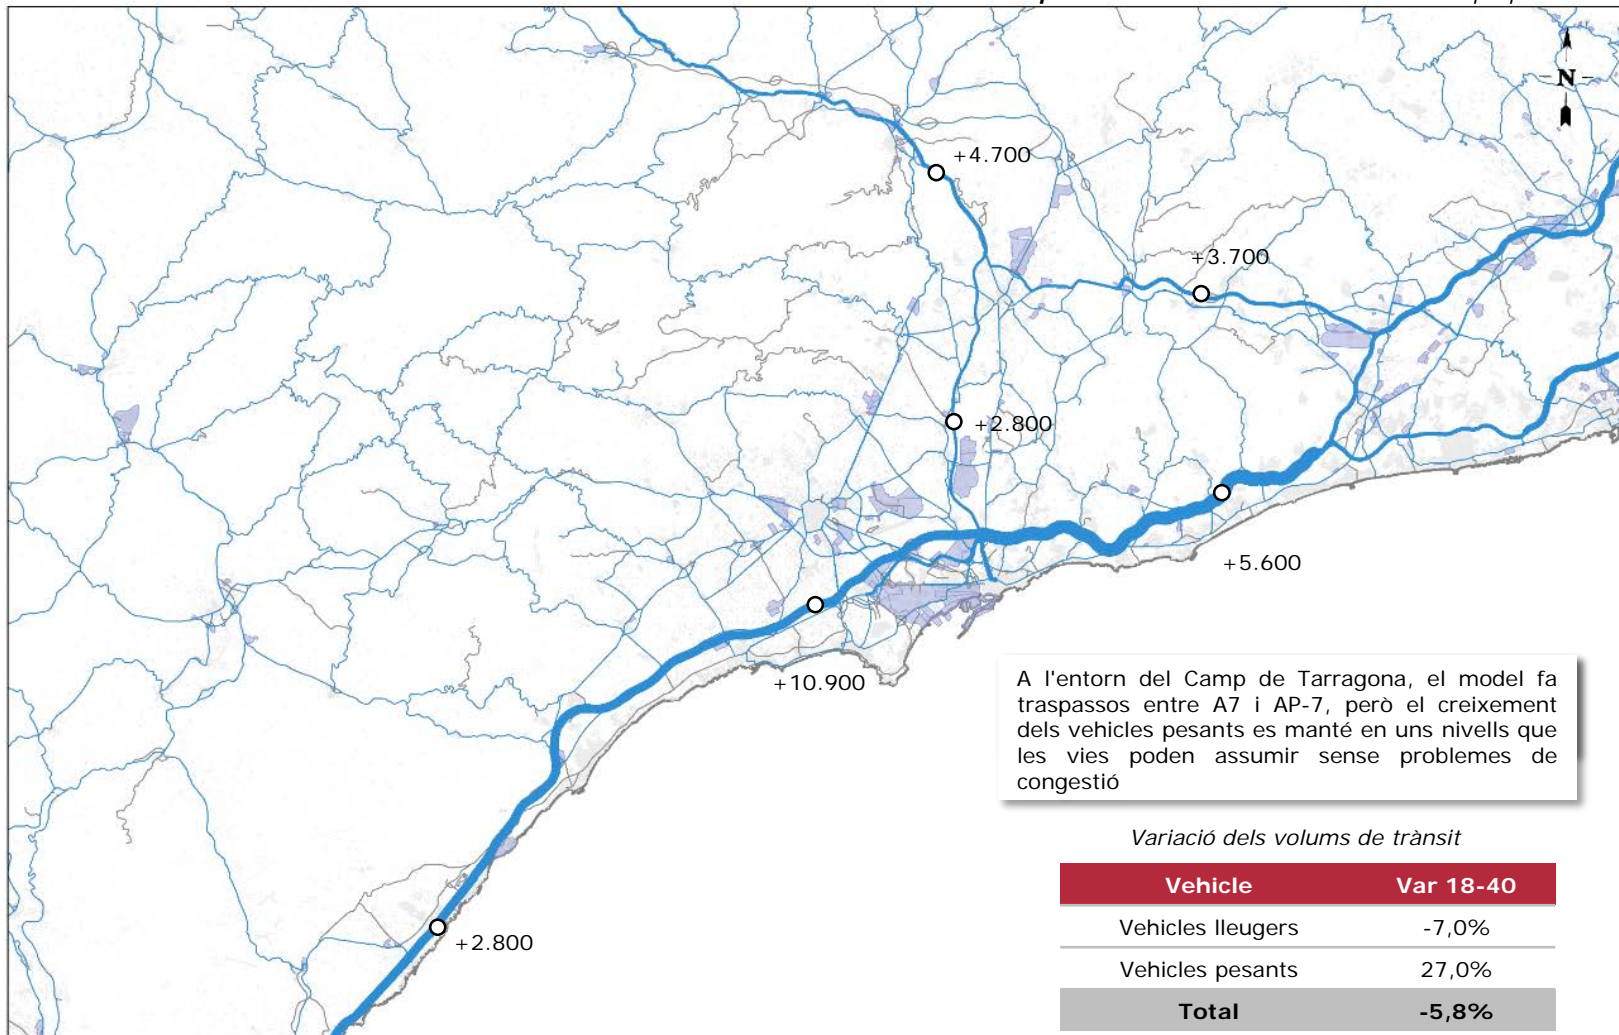 N
+4.700
+3.700
+2.800
+5.600
+10.900
+2.800
A l'entorn del Camp de Tarragona, el model fa
traspassos entre A7 i AP-7, però el creixement
dels vehicles pesants es manté en uns nivells que
les vies poden assumir sense problemes de
congestió
Variació dels volums de trànsit
Vehicle Var 18-40
Vehicles lleugers -7,0%
Vehicles pesants 27,0%
Total -5,8%